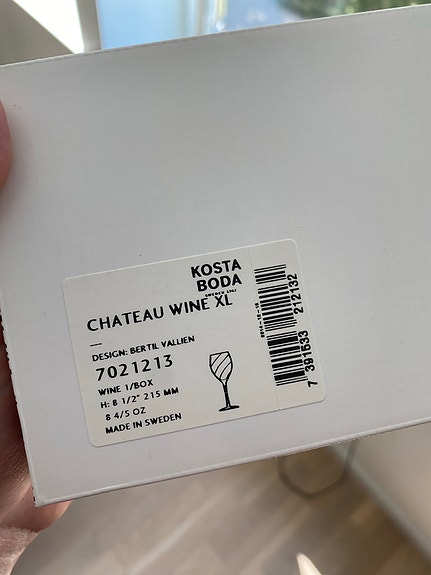 KOSTA
BODA
CHATEAU WINE XL
DESIGN: BERTIL VALLIEN
7021213
WINE 1/BOX
H: 8 1/2" 215 MM
8 4/5 OZ
MADE IN SWEDEN
7 391533 212132